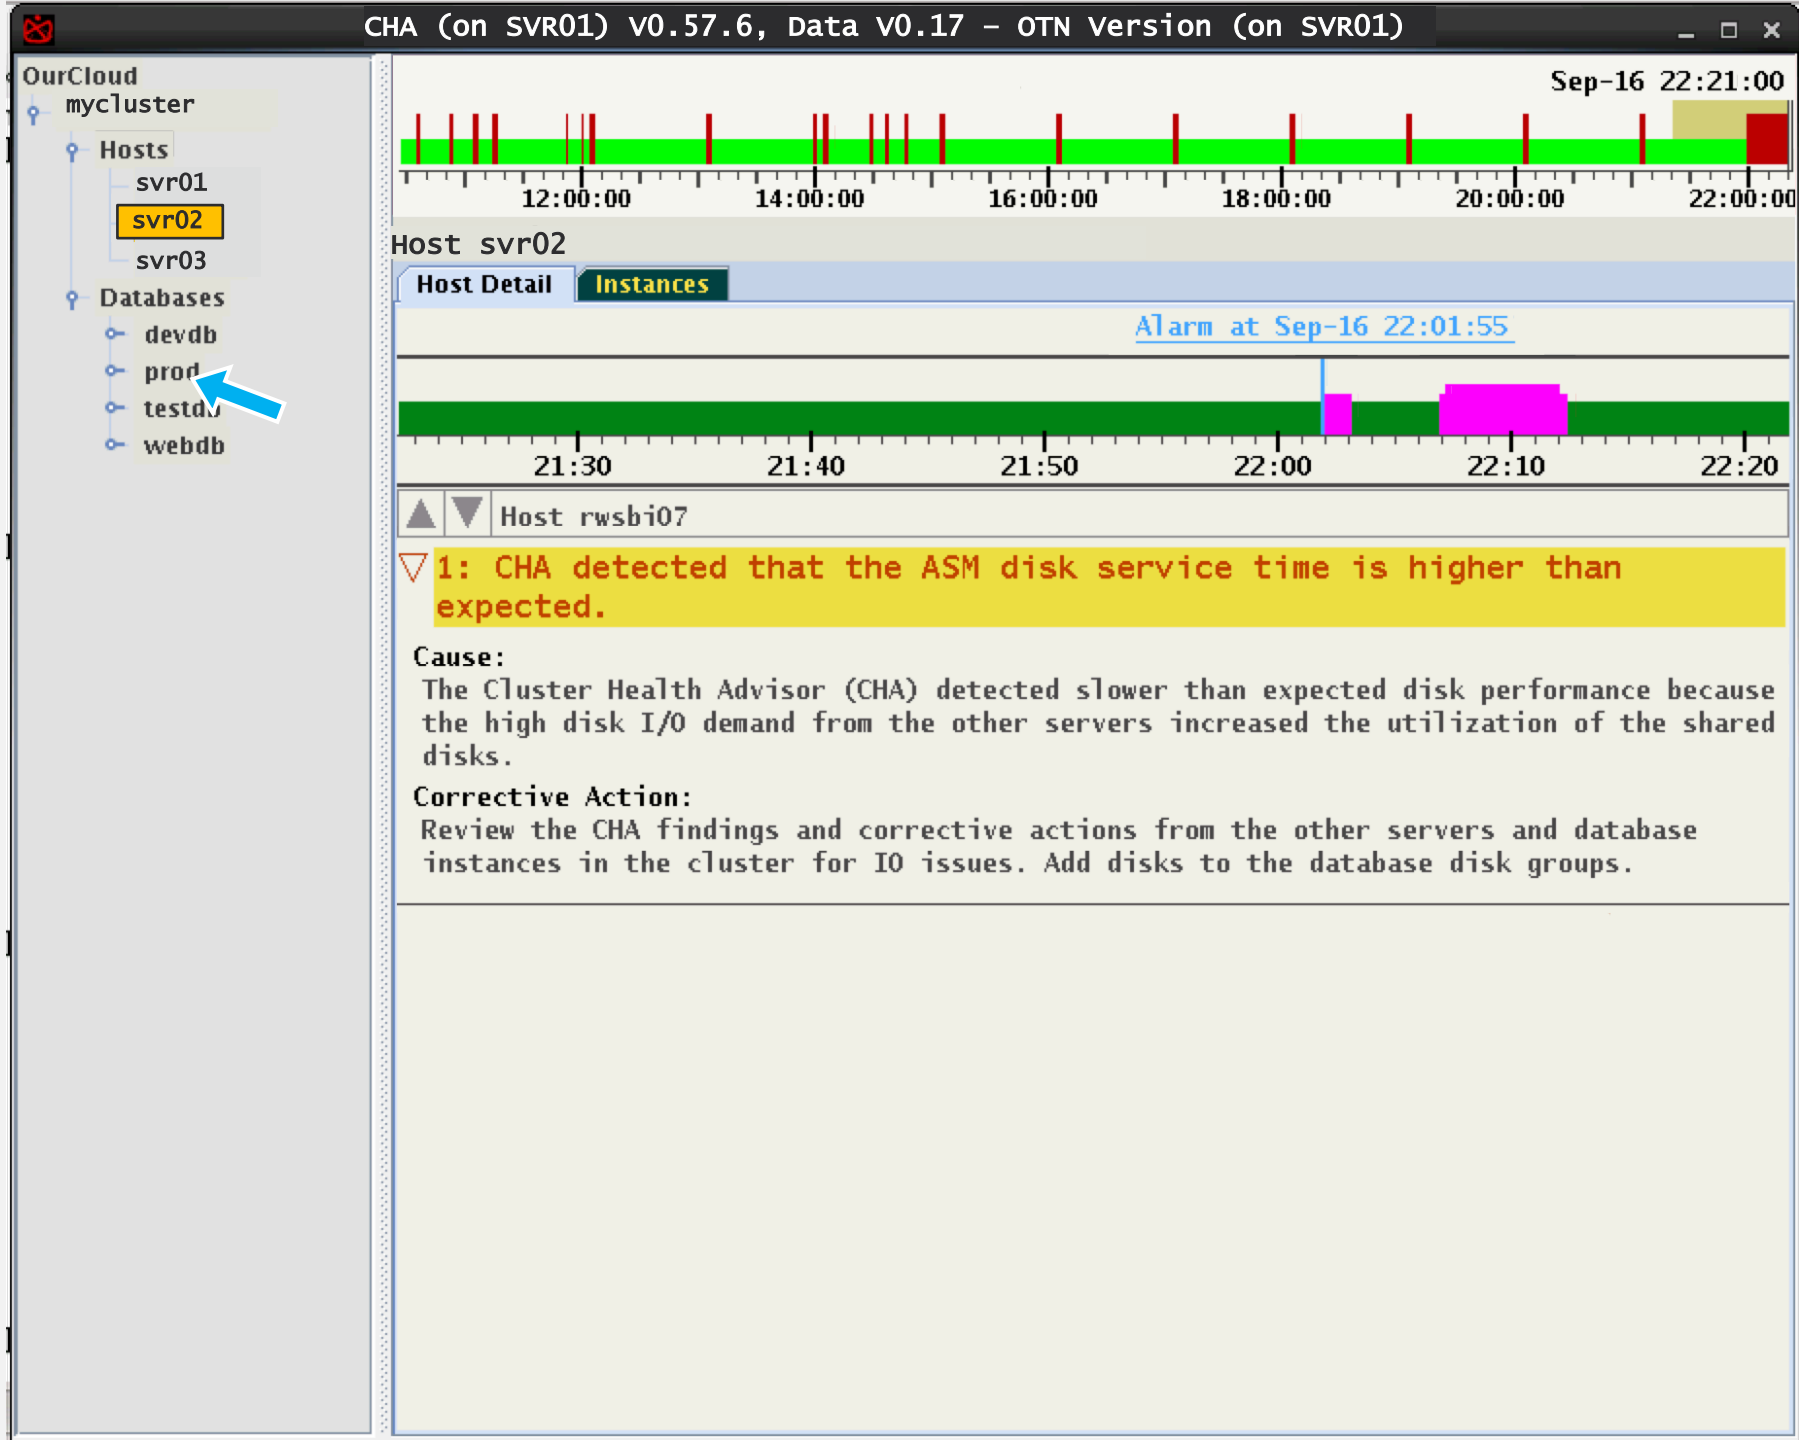 CHA (on SVR01) V0.57.6, Data V0.17 – OTN Version (on SVR01)
OurCloud
mycluster
Hosts
svr01
svr02
svr03
Databases
devdb
prod
testdb
webdb
Sep-16 22:21:00
12:00:00 14:00:00 16:00:00 18:00:00 20:00:00 22:00:00
Host svr02
Host Detail Instances
Alarm at Sep-16 22:01:55
21:30 21:40 21:50 22:00 22:10 22:20
Host rwsbi07
1: CHA detected that the ASM disk service time is higher than
expected.
Cause:
The Cluster Health Advisor (CHA) detected slower than expected disk performance because
the high disk I/O demand from the other servers increased the utilization of the shared
disks.
Corrective Action:
Review the CHA findings and corrective actions from the other servers and database
instances in the cluster for IO issues. Add disks to the database disk groups.